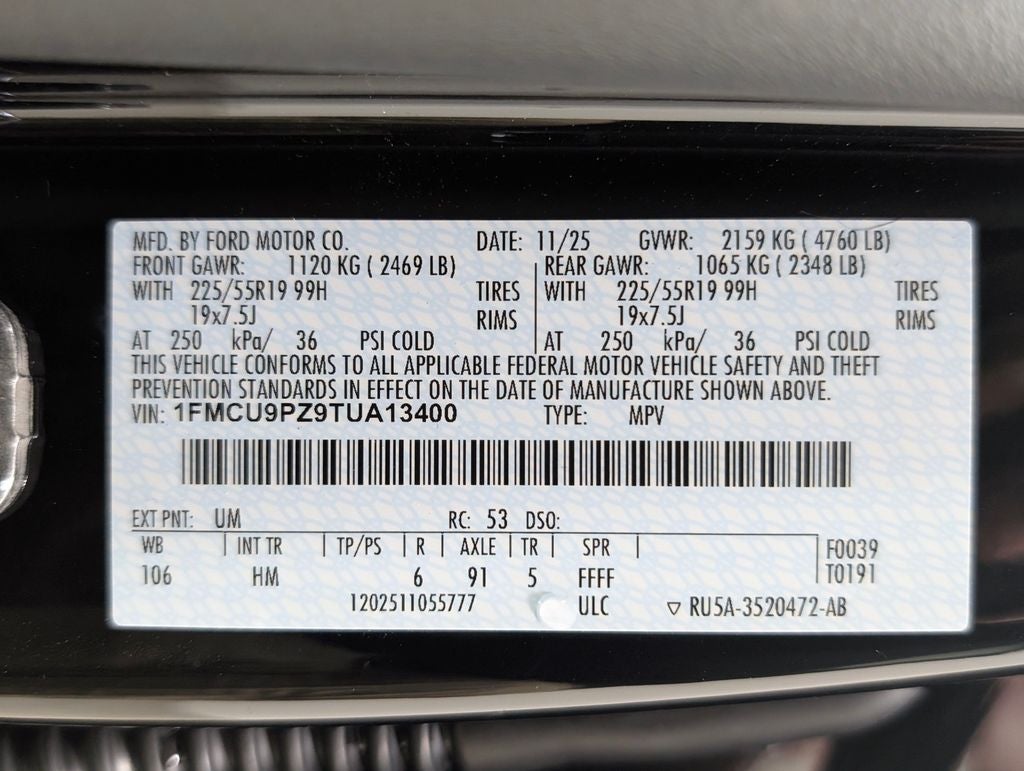 MFD. BY FORD MOTOR CO. DATE: 11/25 GVWR: 2159 KG ( 4760 LB)
FRONT GAWR: 1120 KG ( 2469 LB) REAR GAWR: 1065 KG ( 2348 LB)
WITH 225/55R19 99H TIRES WITH 225/55R19 99H TIRES
19x7.5J RIMS 19x7.5J RIMS
AT 250 kPa/ 36 PSI COLD AT 250 kPa/ 36 PSI COLD
THIS VEHICLE CONFORMS TO ALL APPLICABLE FEDERAL MOTOR VEHICLE SAFETY AND THEFT
PREVENTION STANDARDS IN EFFECT ON THE DATE OF MANUFACTURE SHOWN ABOVE.
VIN: 1FMCU9PZ9TUA13400 TYPE: MPV
EXT PNT: UM RC: 53 DSO:
WB INT TR TP/PS R AXLE TR SPR F0039
106 HM 6 91 5 FFFF T0191
1202511055777 ULC ▽ RU5A-3520472-AB